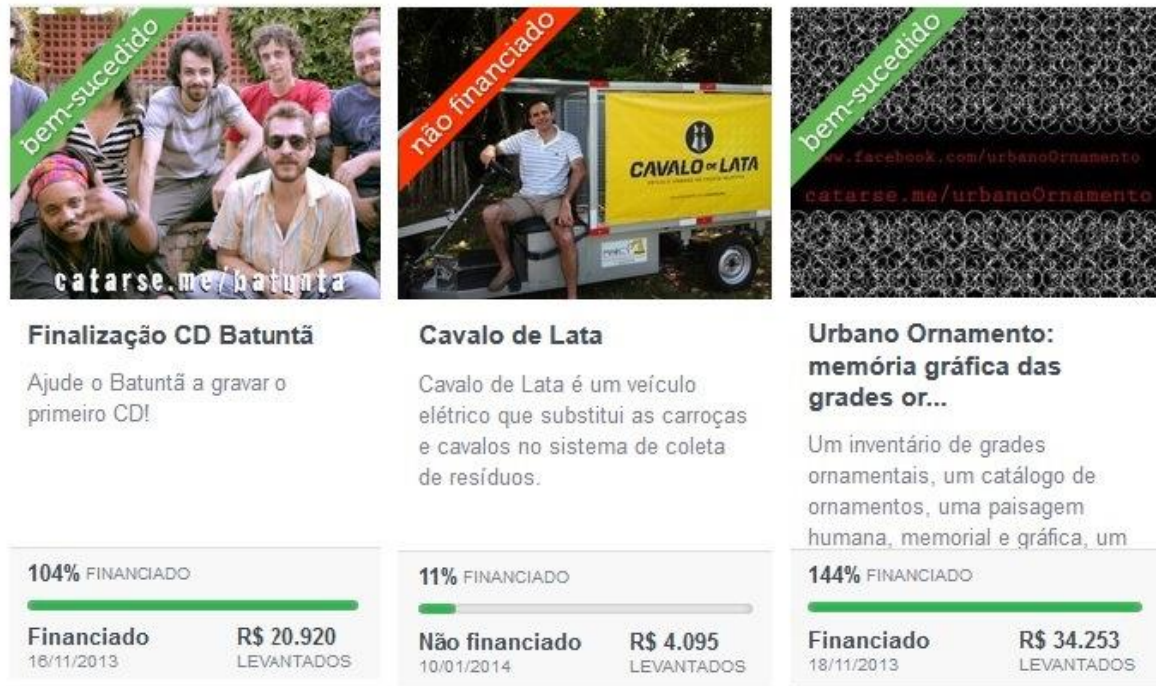 bem-sucedido
catarse.me/batunta
Finalização CD Batuntã
Ajude o Batuntã a gravar o
primeiro CD!
104% FINANCIADO
Financiado
16/11/2013
R$ 20.920
LEVANTADOS
não financiado
CAVALO DE LATA
Cavalo de Lata
Cavalo de Lata é um veículo
elétrico que substitui as carroças
e cavalos no sistema de coleta
de resíduos.
11% FINANCIADO
Não financiado
10/01/2014
R$ 4.095
LEVANTADOS
bem-sucedido
www.facebook.com/urbanoOrnamento
catarse.me/urbanoOrnamento
Urbano Ornamento:
memória gráfica das
grades or...
Um inventário de grades
ornamentais, um catálogo de
ornamentos, uma paisagem
humana, memorial e gráfica, um
144% FINANCIADO
Financiado
18/11/2013
R$ 34.253
LEVANTADOS